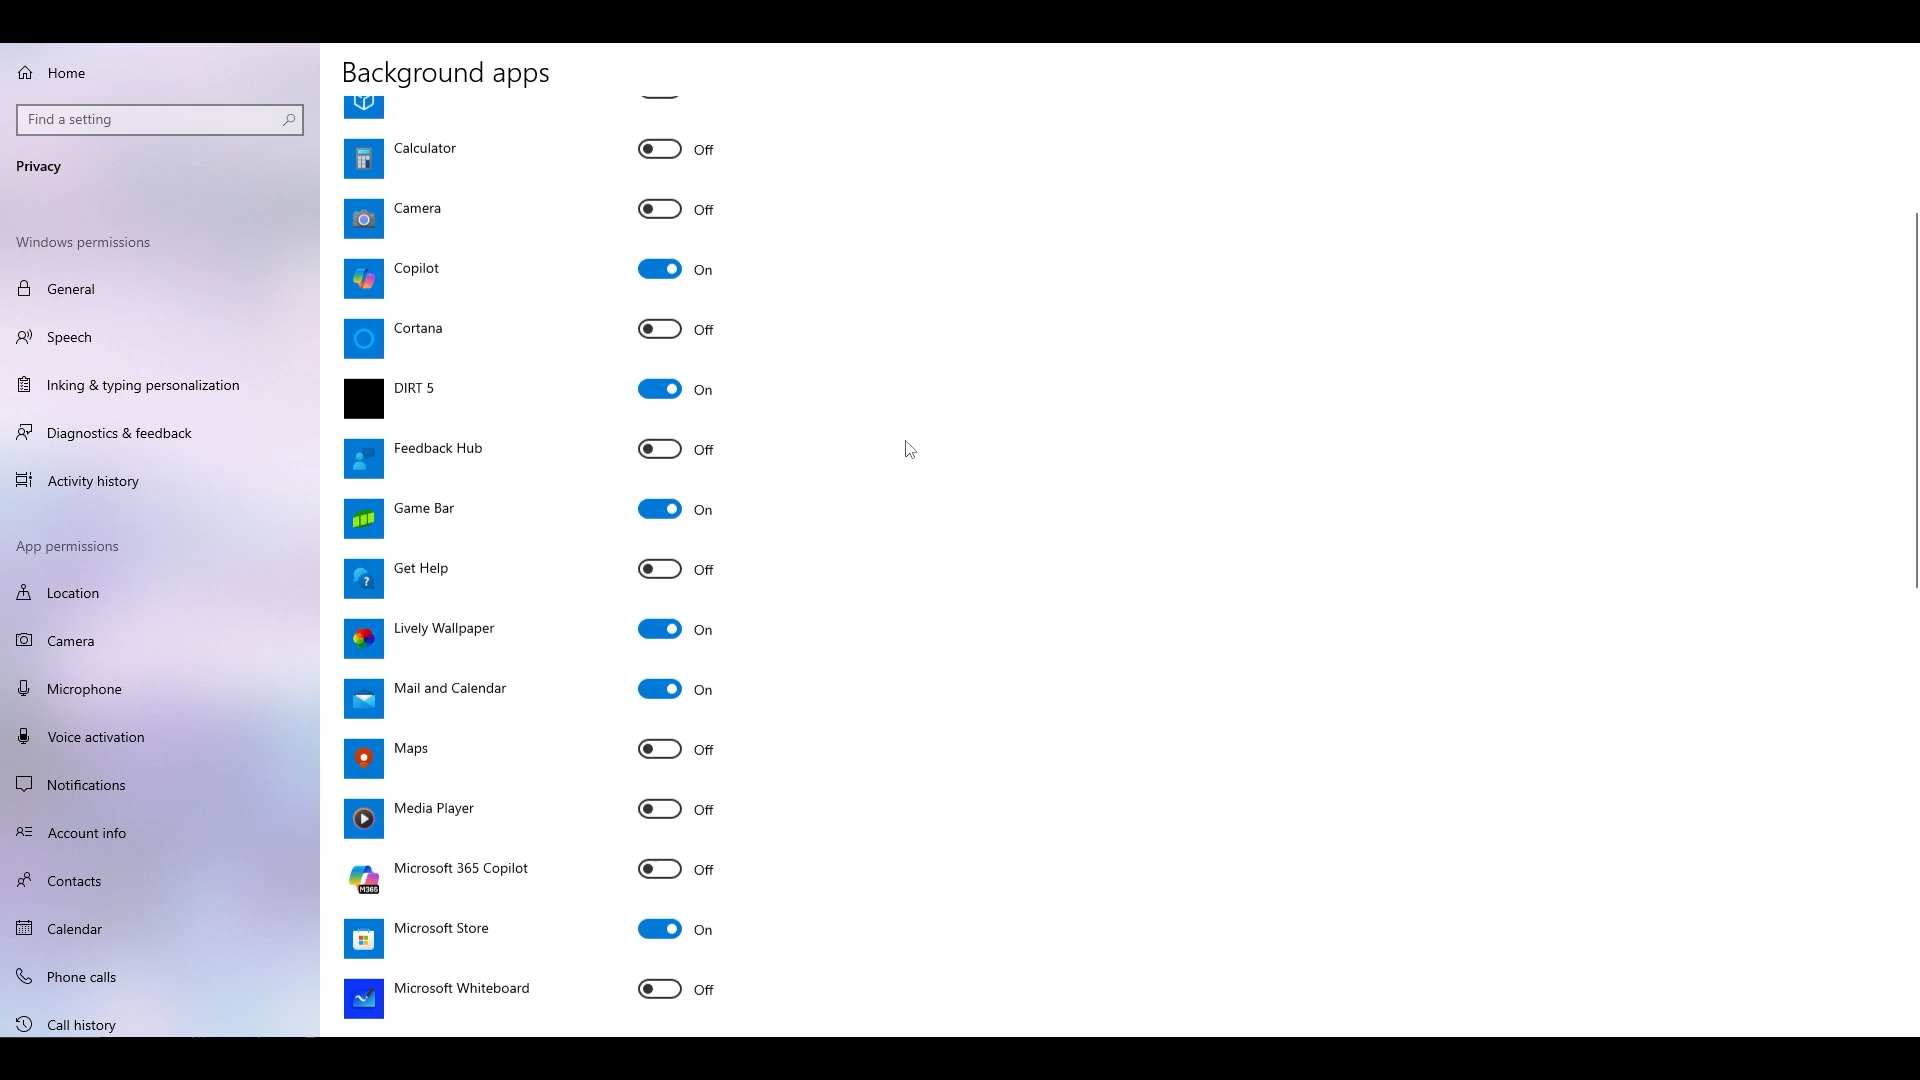 Home
Find a setting
Privacy
Windows permissions
General
Speech
Inking & typing personalization
Diagnostics & feedback
Activity history
App permissions
Location
Camera
Microphone
Voice activation
Notifications
Account info
Contacts
Calendar
Phone calls
Call history
Background apps
Calculator Off
Camera Off
Copilot On
Cortana Off
DIRT 5 On
Feedback Hub Off
Game Bar On
Get Help Off
Lively Wallpaper On
Mail and Calendar On
Maps Off
Media Player Off
M365
Microsoft 365 Copilot Off
Microsoft Store On
Microsoft Whiteboard Off